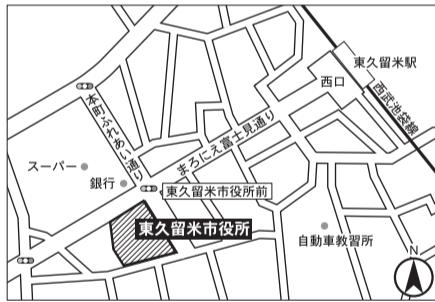 東久留米駅
西口
西武池袋線
本町ふれあい通り
まろにえ富士見通り
スーパー
銀行
東久留米市役所前
東久留米市役所
自動車教習所
N